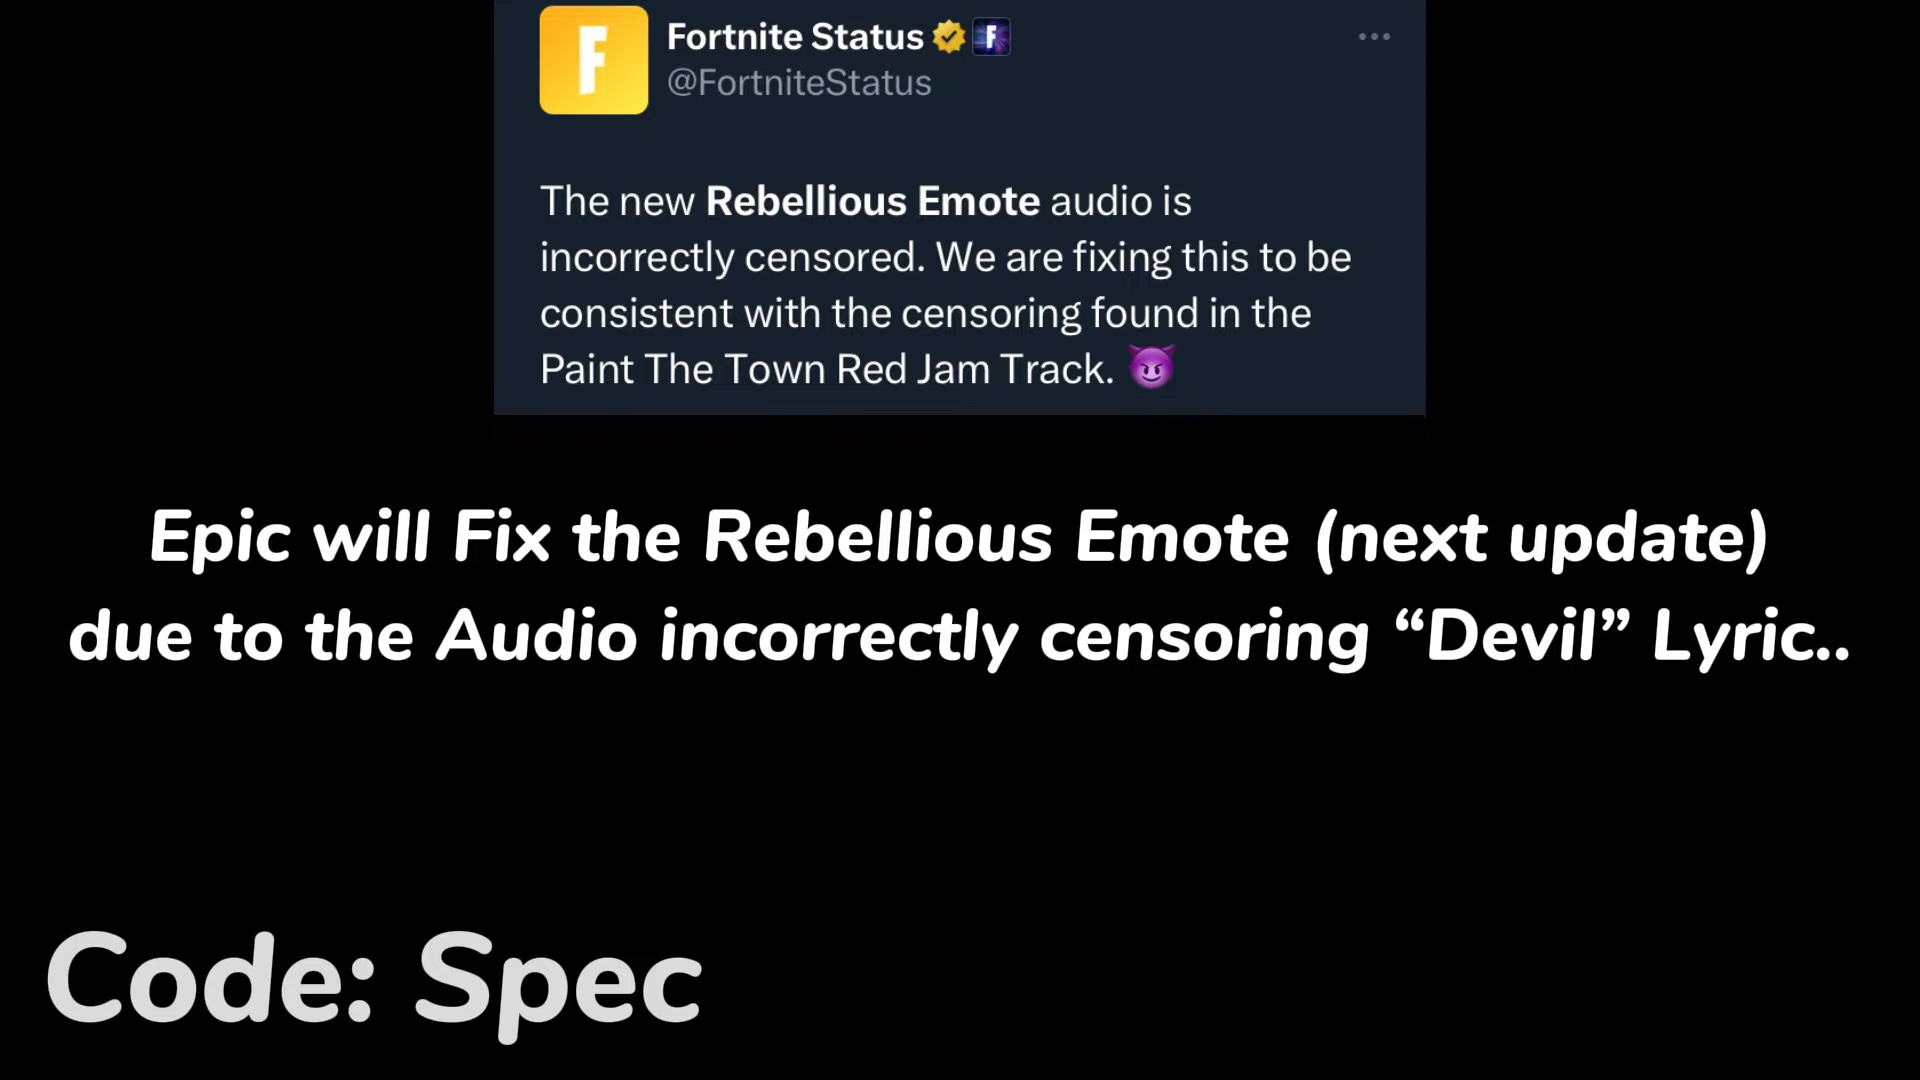 Fortnite Status
@FortniteStatus
The new Rebellious Emote audio is
incorrectly censored. We are fixing this to be
consistent with the censoring found in the
Paint The Town Red Jam Track. 😈
Epic will Fix the Rebellious Emote (next update)
due to the Audio incorrectly censoring “Devil” Lyric..
Code: Spec